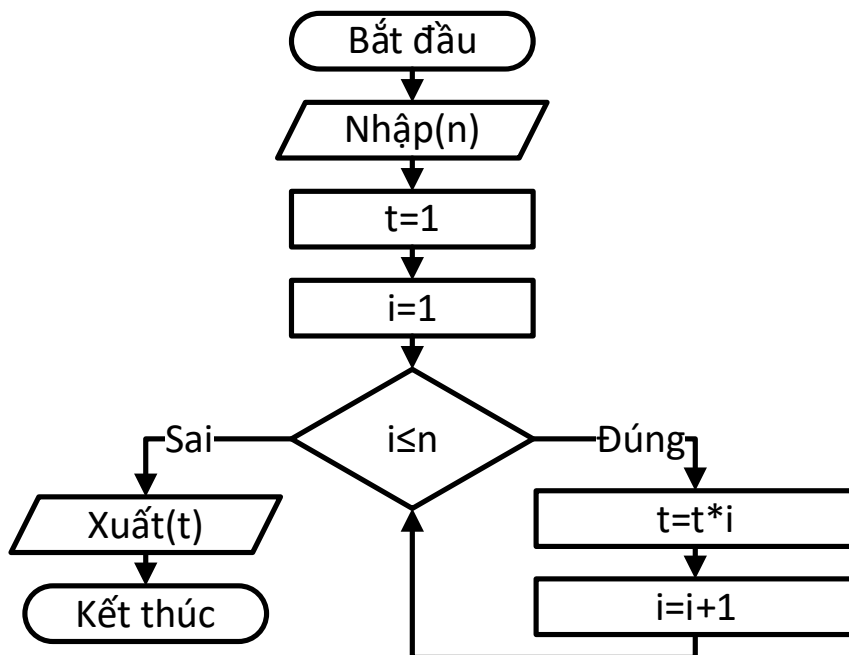 Bắt đầu
Nhập(n)
t=1
i=1
i≤n
Sai
Đúng
Xuất(t)
t=t*i
Kết thúc
i=i+1